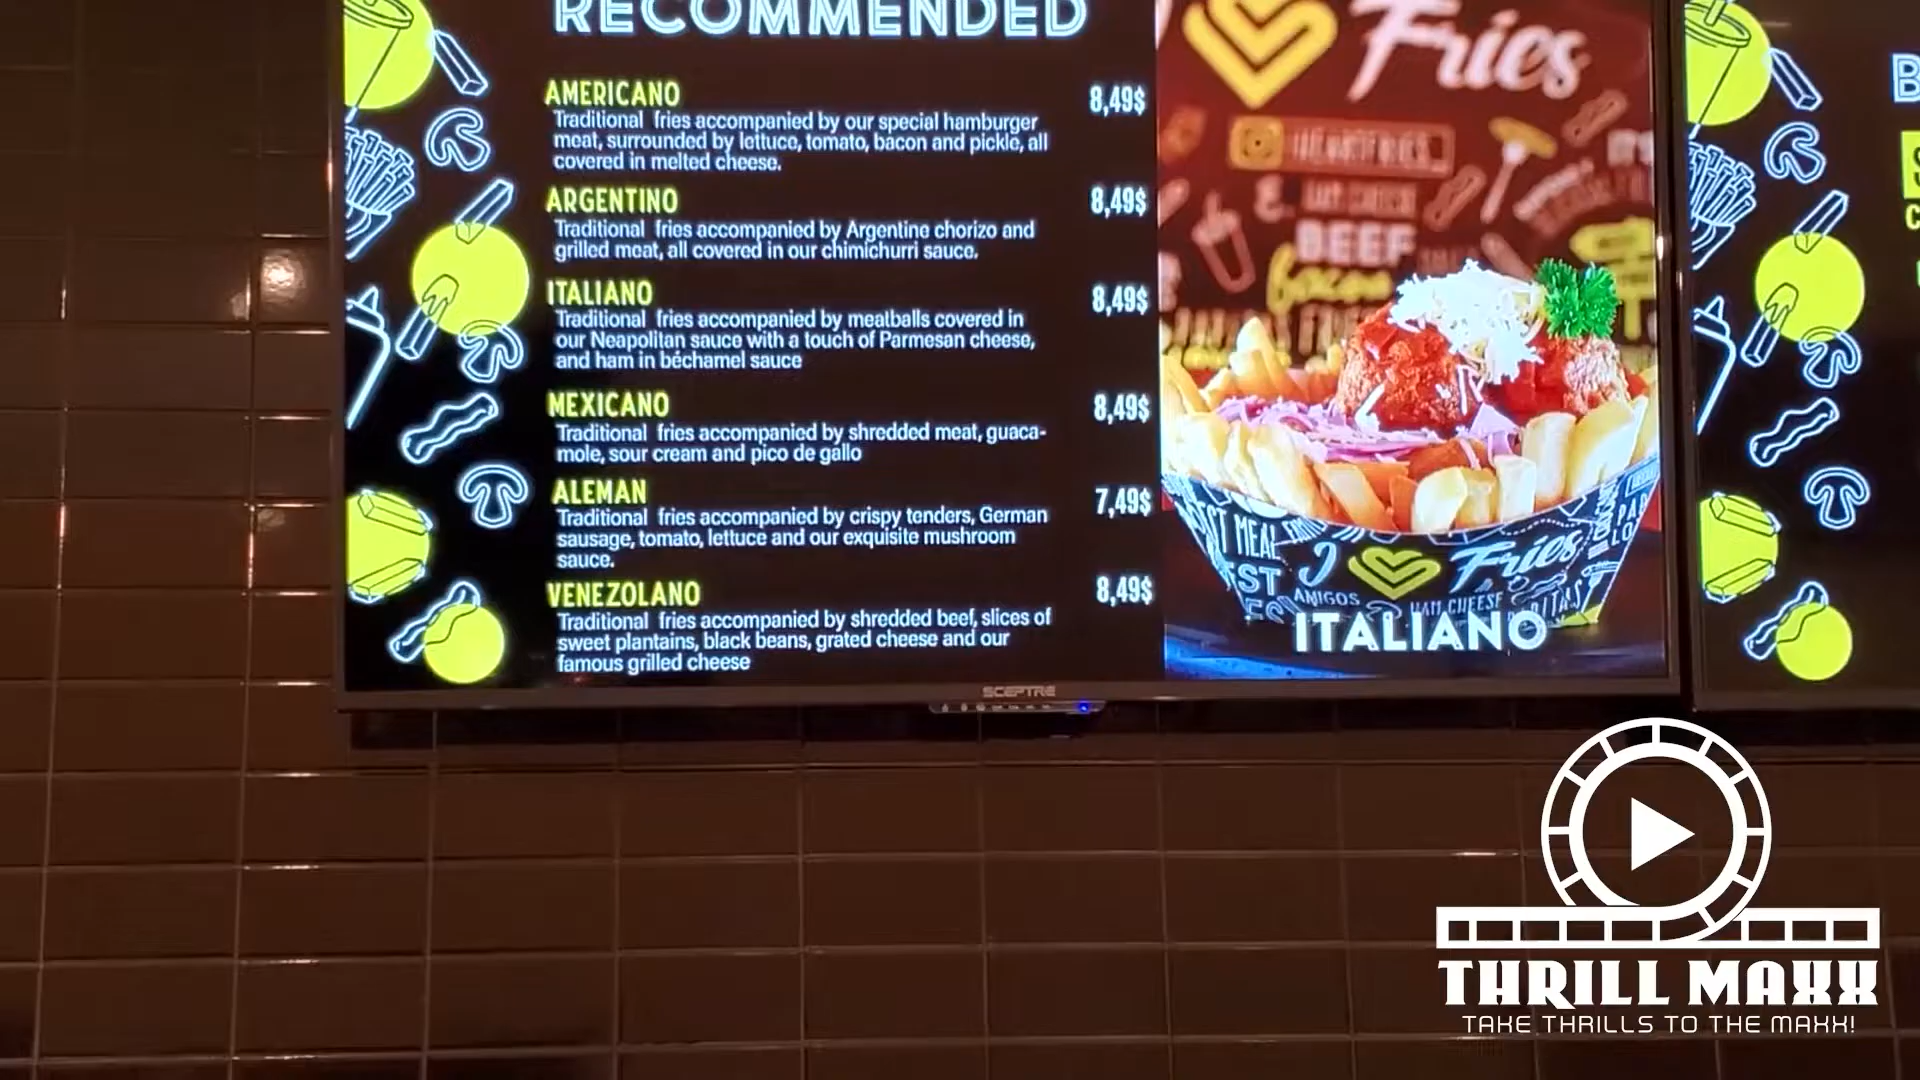 RECOMMENDED
AMERICANO 8,49$
Traditional fries accompanied by our special hamburger
meat, surrounded by lettuce, tomato, bacon and pickle, all
covered in melted cheese.
ARGENTINO 8,49$
Traditional fries accompanied by Argentine chorizo and
grilled meat, all covered in our chimichurri sauce.
ITALIANO 8,49$
Traditional fries accompanied by meatballs covered in
our Neapolitan sauce with a touch of Parmesan cheese,
and ham in béchamel sauce
MEXICANO 8,49$
Traditional fries accompanied by shredded meat, guaca-
mole, sour cream and pico de gallo
ALEMAN 7,49$
Traditional fries accompanied by crispy tenders, German
sausage, tomato, lettuce and our exquisite mushroom
sauce.
VENEZOLANO 8,49$
Traditional fries accompanied by shredded beef, slices of
sweet plantains, black beans, grated cheese and our
famous grilled cheese
Fries
IHEARTFRIES
HAM CHEESE
BEEF
bacon
MEAL
I Fries
AMIGOS
HAM CHEESE
ITALIANO
SCEPTRE
B
THRILL MAXX
TAKE THRILLS TO THE MAXX!